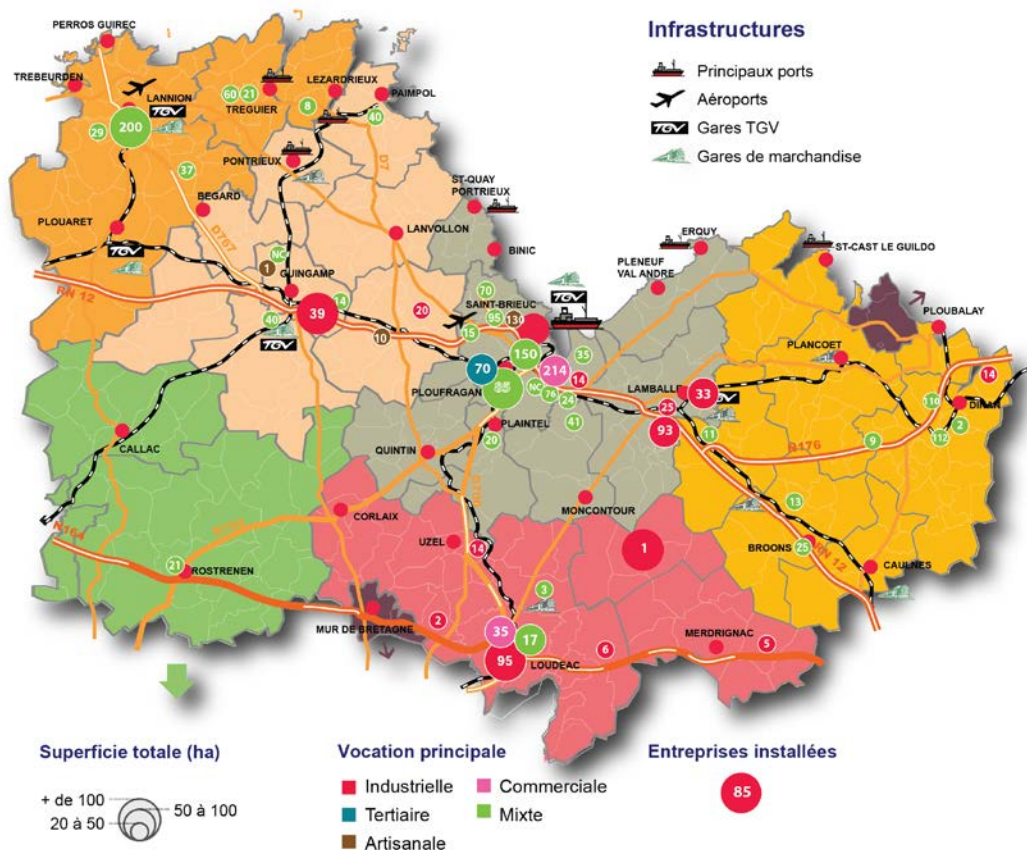 PERROS GUIREC
Infrastructures
Principaux ports
Aéroports
TGV Gares TGV
Gares de marchandise
TREBEURDEN
LANNION
TGV
200
29
60
21
TREGUIER
LEZARDRIEUX
8
PAIMPOL
40
37
PONTRIEUX
D7
BEGARD
D767
ST-QUAY
PORTRIEUX
PLOUARET
TGV
LANVOLLON
BINIC
ERQUY
PLENEUF
VAL ANDRE
ST-CAST LE GUILDO
NC
1
GUINGAMP
RN 12
39
14
40
TGV
20
10
70
SAINT-BRIEUC
TGV
95
130
15
150
70
PLOUFRAGAN
214
35
14
NC
76
24
41
PLAINTEL
20
PLOUBALAY
PLANCOET
14
LAMBALLE
33
25
93
11
R176
9
110
DINAN
2
112
CALLAC
QUINTIN
MONCONTOUR
13
BROONS
25
RN 12
CAULNES
CORLAIX
UZEL
14
1
R164
21
ROSTRENEN
MUR DE BRETAGNE
2
3
35
17
95
LOUDÉAC
6
MERDRIGNAC
5
Superficie totale (ha)
+ de 100
50 à 100
20 à 50
Vocation principale
Industrielle
Commerciale
Tertiaire
Mixte
Artisanale
Entreprises installées
85